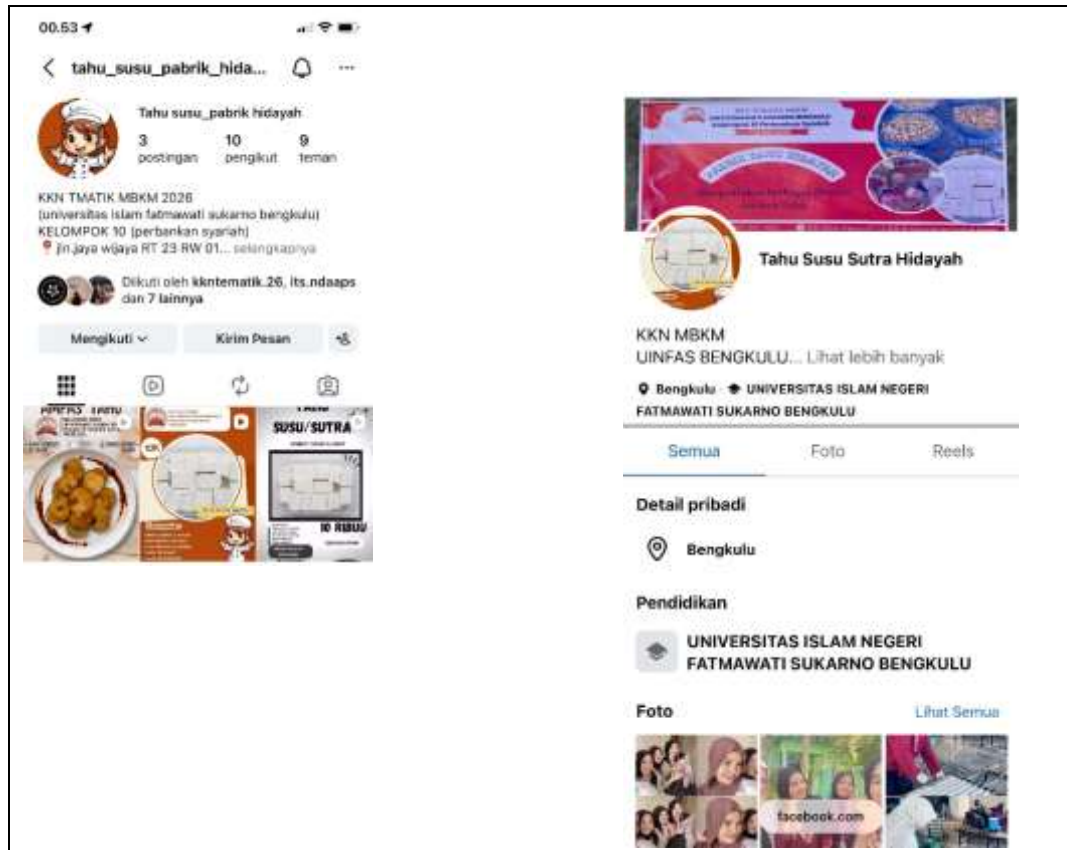 00.53
tahu_susu_pabrik_hida...
Tahu susu_pabrik hidayah
3 10 9
postingan pengikut teman
KKN TMATIK MBKM 2026
(universitas islam fatmawati sukarno bengkulu)
KELOMPOK 10 (perbankan syariah)
jln.jaya wijaya RT 23 RW 01... selengkapnya
Diikuti oleh kkntematik.26, its.ndaaps
dan 7 lainnya
Mengikuti Kirim Pesan
TAHU
SUSU/SUTRA
10 RIBUU
Tahu Susu Sutra Hidayah
KKN MBKM
UINFAS BENGKULU... Lihat lebih banyak
Bengkulu UNIVERSITAS ISLAM NEGERI
FATMAWATI SUKARNO BENGKULU
Semua Foto Reels
Detail pribadi
Bengkulu
Pendidikan
UNIVERSITAS ISLAM NEGERI
FATMAWATI SUKARNO BENGKULU
Foto Lihat Semua
facebook.com